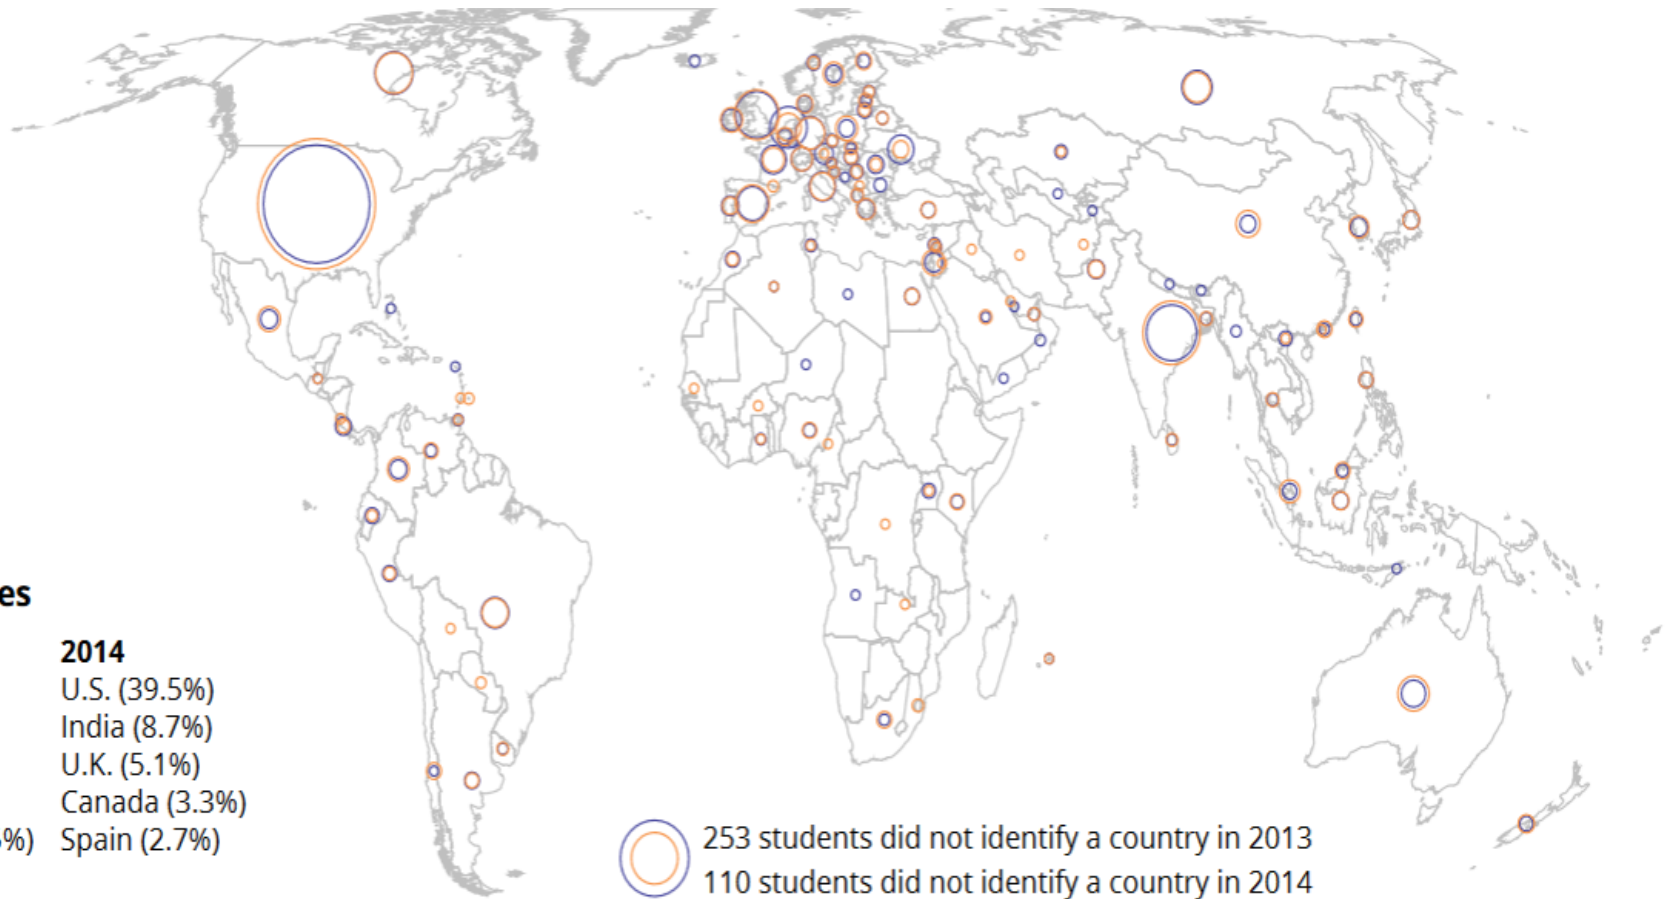 es
2014
U.S. (39.5%)
India (8.7%)
U.K. (5.1%)
Canada (3.3%)
%) Spain (2.7%)
253 students did not identify a country in 2013
110 students did not identify a country in 2014